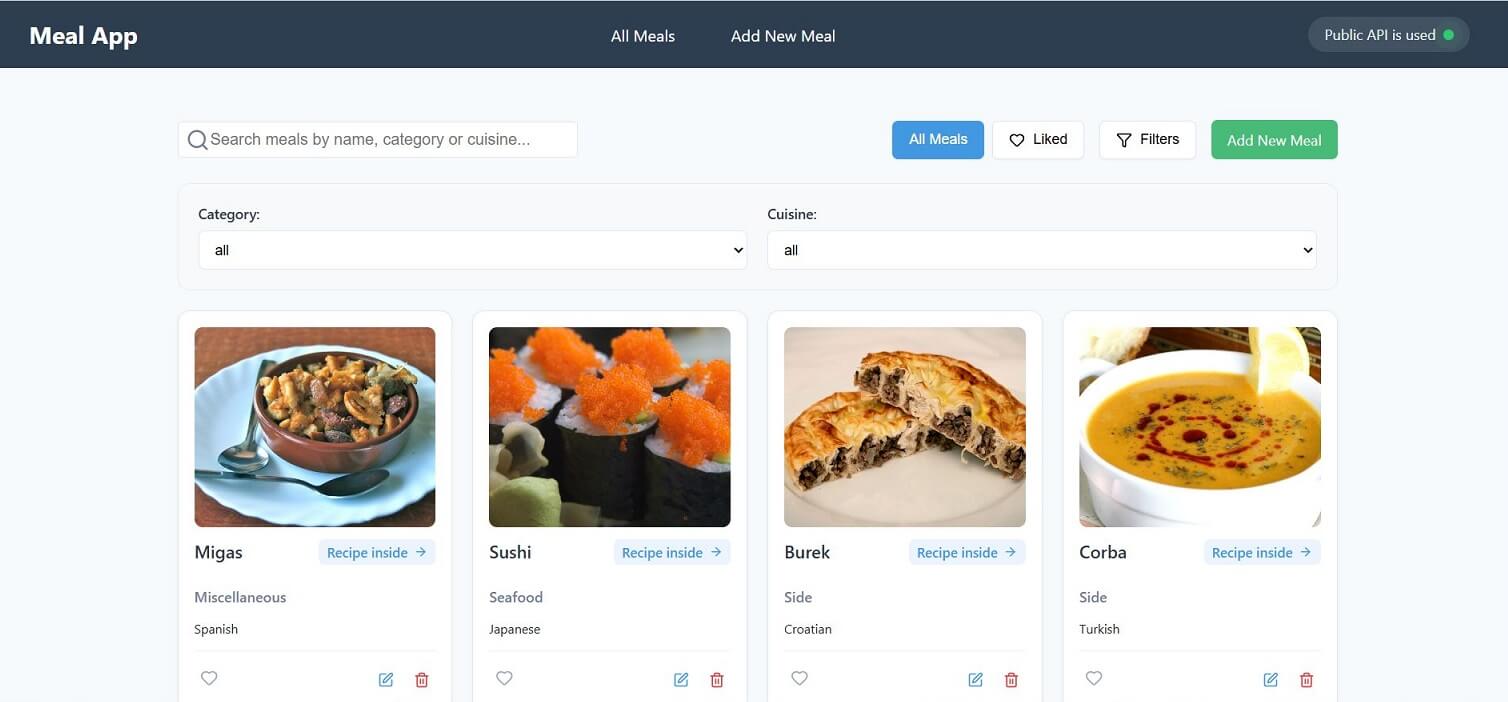 Meal App
All Meals
Add New Meal
Public API is used
Search meals by name, category or cuisine...
All Meals
Liked
Filters
Add New Meal
Category:
all
Cuisine:
all
Migas
Recipe inside →
Miscellaneous
Spanish
Sushi
Recipe inside →
Seafood
Japanese
Burek
Recipe inside →
Side
Croatian
Corba
Recipe inside →
Side
Turkish